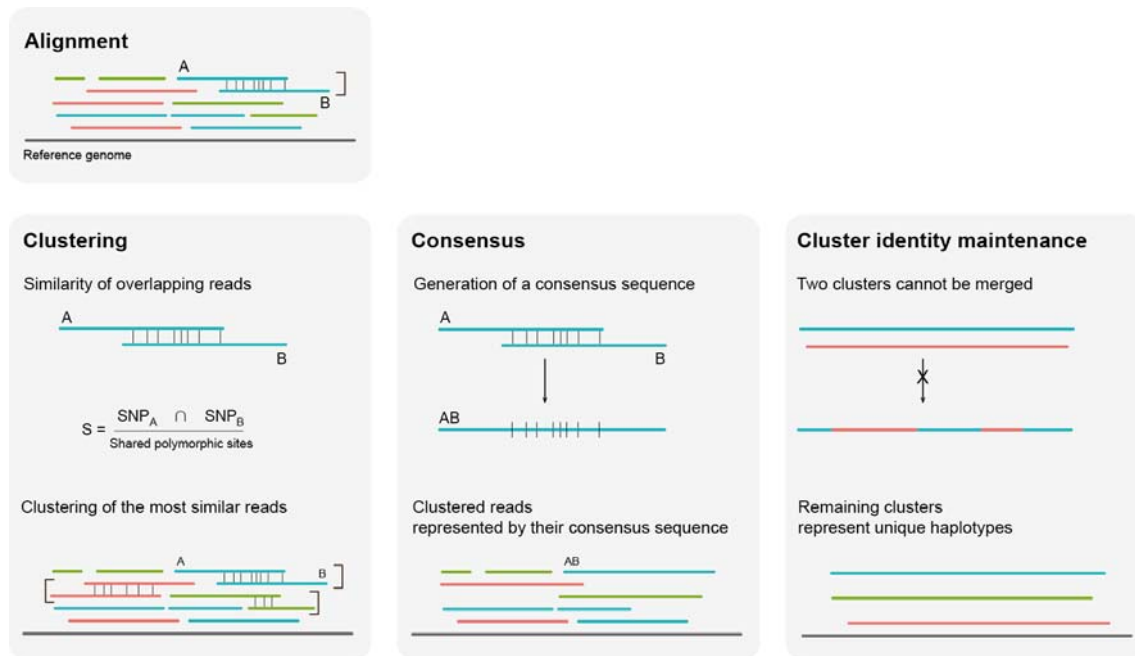 Alignment
A
B
Reference genome
Clustering
Similarity of overlapping reads
A
B
S = SNP_A ∩ SNP_B
Shared polymorphic sites
Clustering of the most similar reads
A
B
Consensus
Generation of a consensus sequence
A
B
AB
Clustered reads
represented by their consensus sequence
AB
Cluster identity maintenance
Two clusters cannot be merged
Remaining clusters
represent unique haplotypes